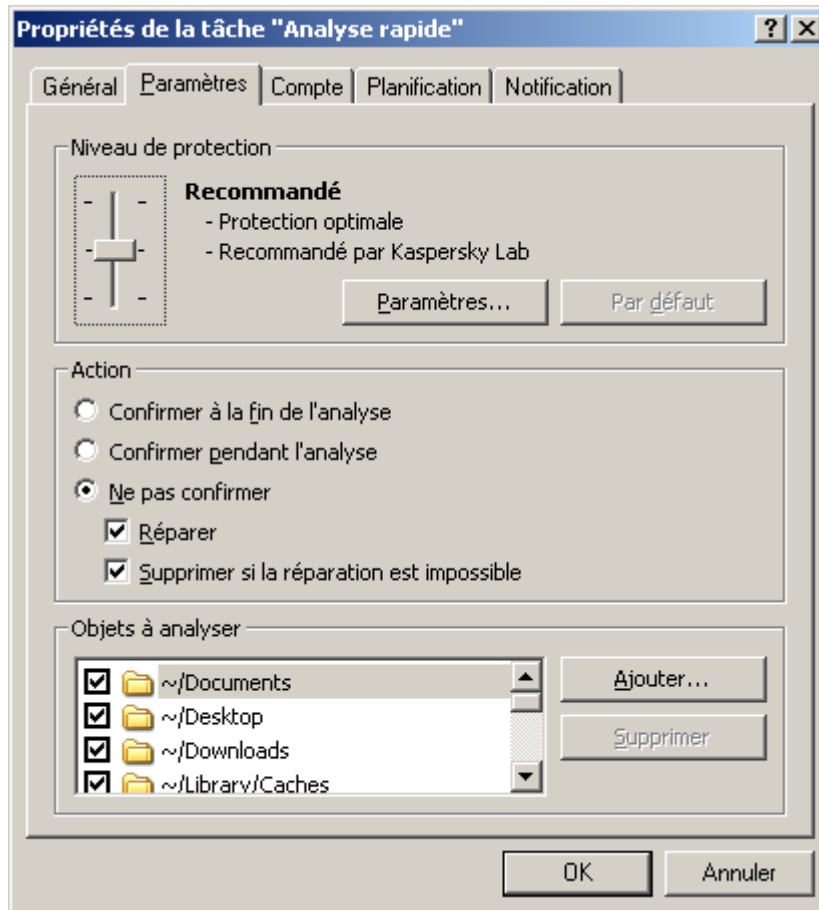 Propriétés de la tâche "Analyse rapide"
Général Paramètres Compte Planification Notification
Niveau de protection
Recommandé
- Protection optimale
- Recommandé par Kaspersky Lab
Paramètres... Par défaut
Action
Confirmer à la fin de l'analyse
Confirmer pendant l'analyse
Ne pas confirmer
Réparer
Supprimer si la réparation est impossible
Objets à analyser
~/Documents
~/Desktop
~/Downloads
~/Library/Caches
Ajouter...
Supprimer
OK Annuler